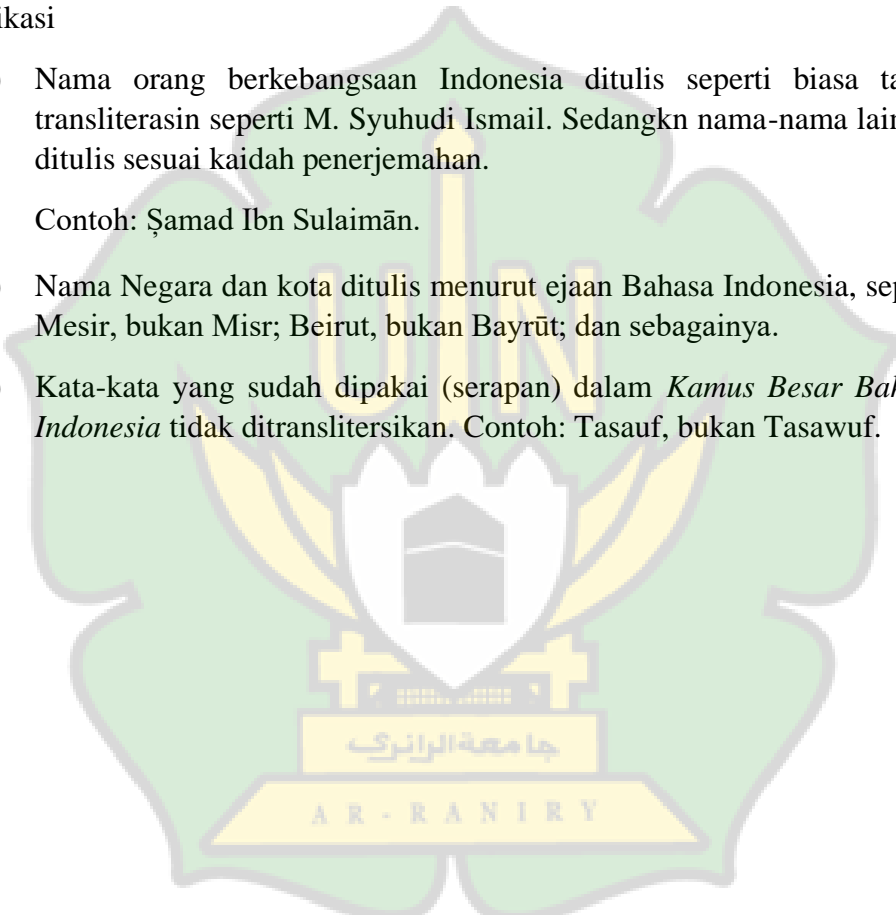 ikasi
Nama orang berkebangsaan Indonesia ditulis seperti biasa ta
transliterasin seperti M. Syuhudi Ismail. Sedangkn nama-nama lain
ditulis sesuai kaidah penerjemahan.
Contoh: Ṣamad Ibn Sulaimān.
Nama Negara dan kota ditulis menurut ejaan Bahasa Indonesia, sep
Mesir, bukan Misr; Beirut, bukan Bayrūt; dan sebagainya.
Kata-kata yang sudah dipakai (serapan) dalam Kamus Besar Bah
Indonesia tidak ditranslitersikan. Contoh: Tasauf, bukan Tasawuf.
UIN
جامعة الرانري
AR-RANIRY